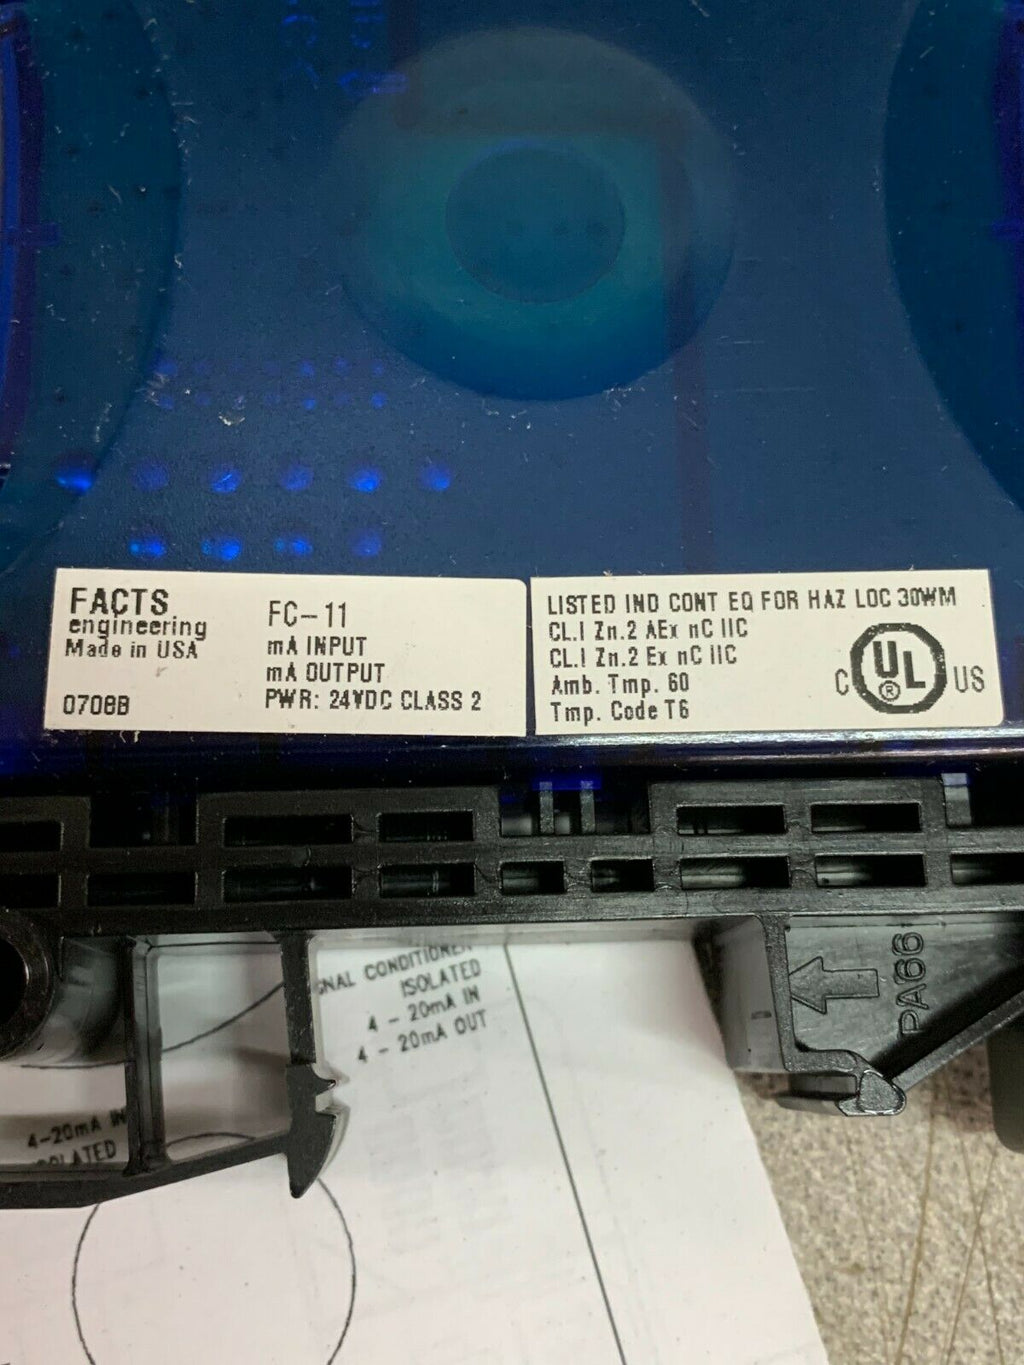 FACTS
engineering
Made in USA
0708B
FC-11
mA INPUT
mA OUTPUT
PWR: 24VDC CLASS 2
LISTED IND CONT EQ FOR HAZ LOC 30WM
CL.I Zn.2 AEx nC IIC
CL.I Zn.2 Ex nC IIC
Amb. Tmp. 60
Tmp. Code T6
C UL ® US
PA66
CONDITIONER
ISOLATED
4 - 20mA IN
4 - 20mA OUT
4-20mA IN